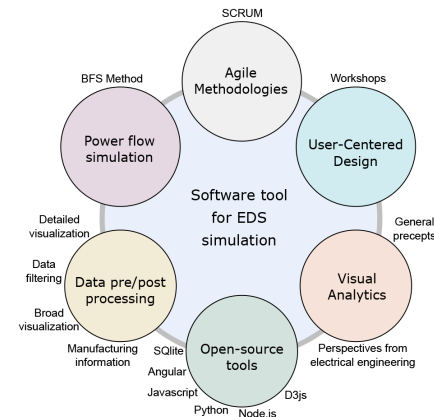 SCRUM
Agile
Methodologies
BFS Method
Workshops
Power flow
simulation
User-Centered
Design
Software tool
for EDS
simulation
Detailed
visualization
General
precepts
Data
filtering
Data pre/post
processing
Visual
Analytics
Broad
visualization
Manufacturing
information
SQlite
Open-source
tools
Perspectives from
electrical engineering
Angular
Javascript
D3js
Python
Node.js